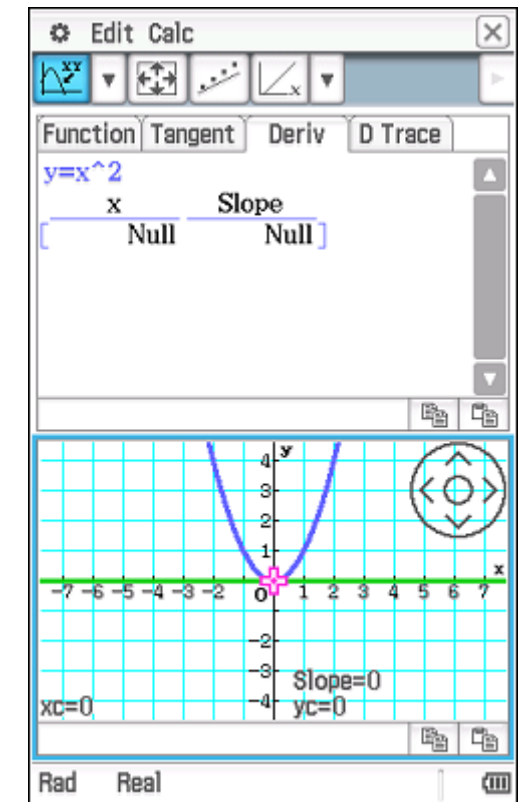 Edit Calc
Function Tangent Deriv D Trace
y=x^2
x Slope
[ Null Null ]
y
4
3
2
1
x
-7 -6 -5 -4 -3 -2 0 1 2 3 4 5 6 7
-2
-3
Slope=0
xc=0 -4 yc=0
Rad Real